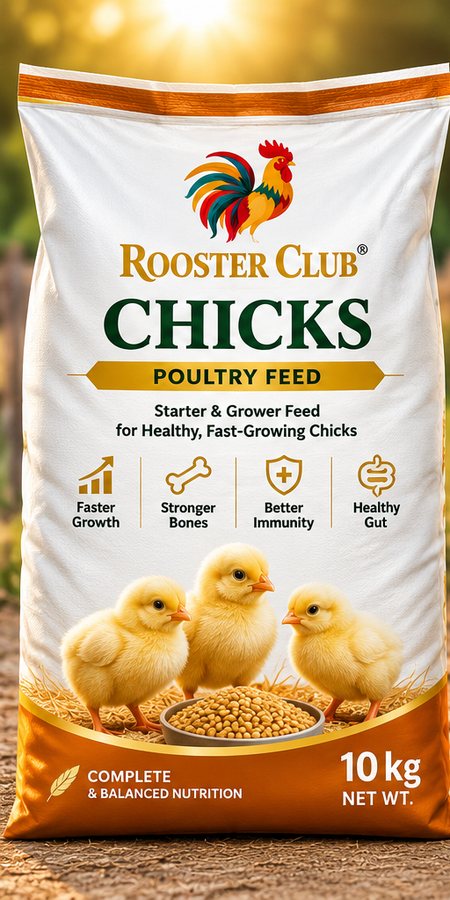 ROOSTER CLUB®
CHICKS
POULTRY FEED
Starter & Grower Feed
for Healthy, Fast-Growing Chicks
Faster
Growth
Stronger
Bones
Better
Immunity
Healthy
Gut
COMPLETE
& BALANCED NUTRITION
10 kg
NET WT.